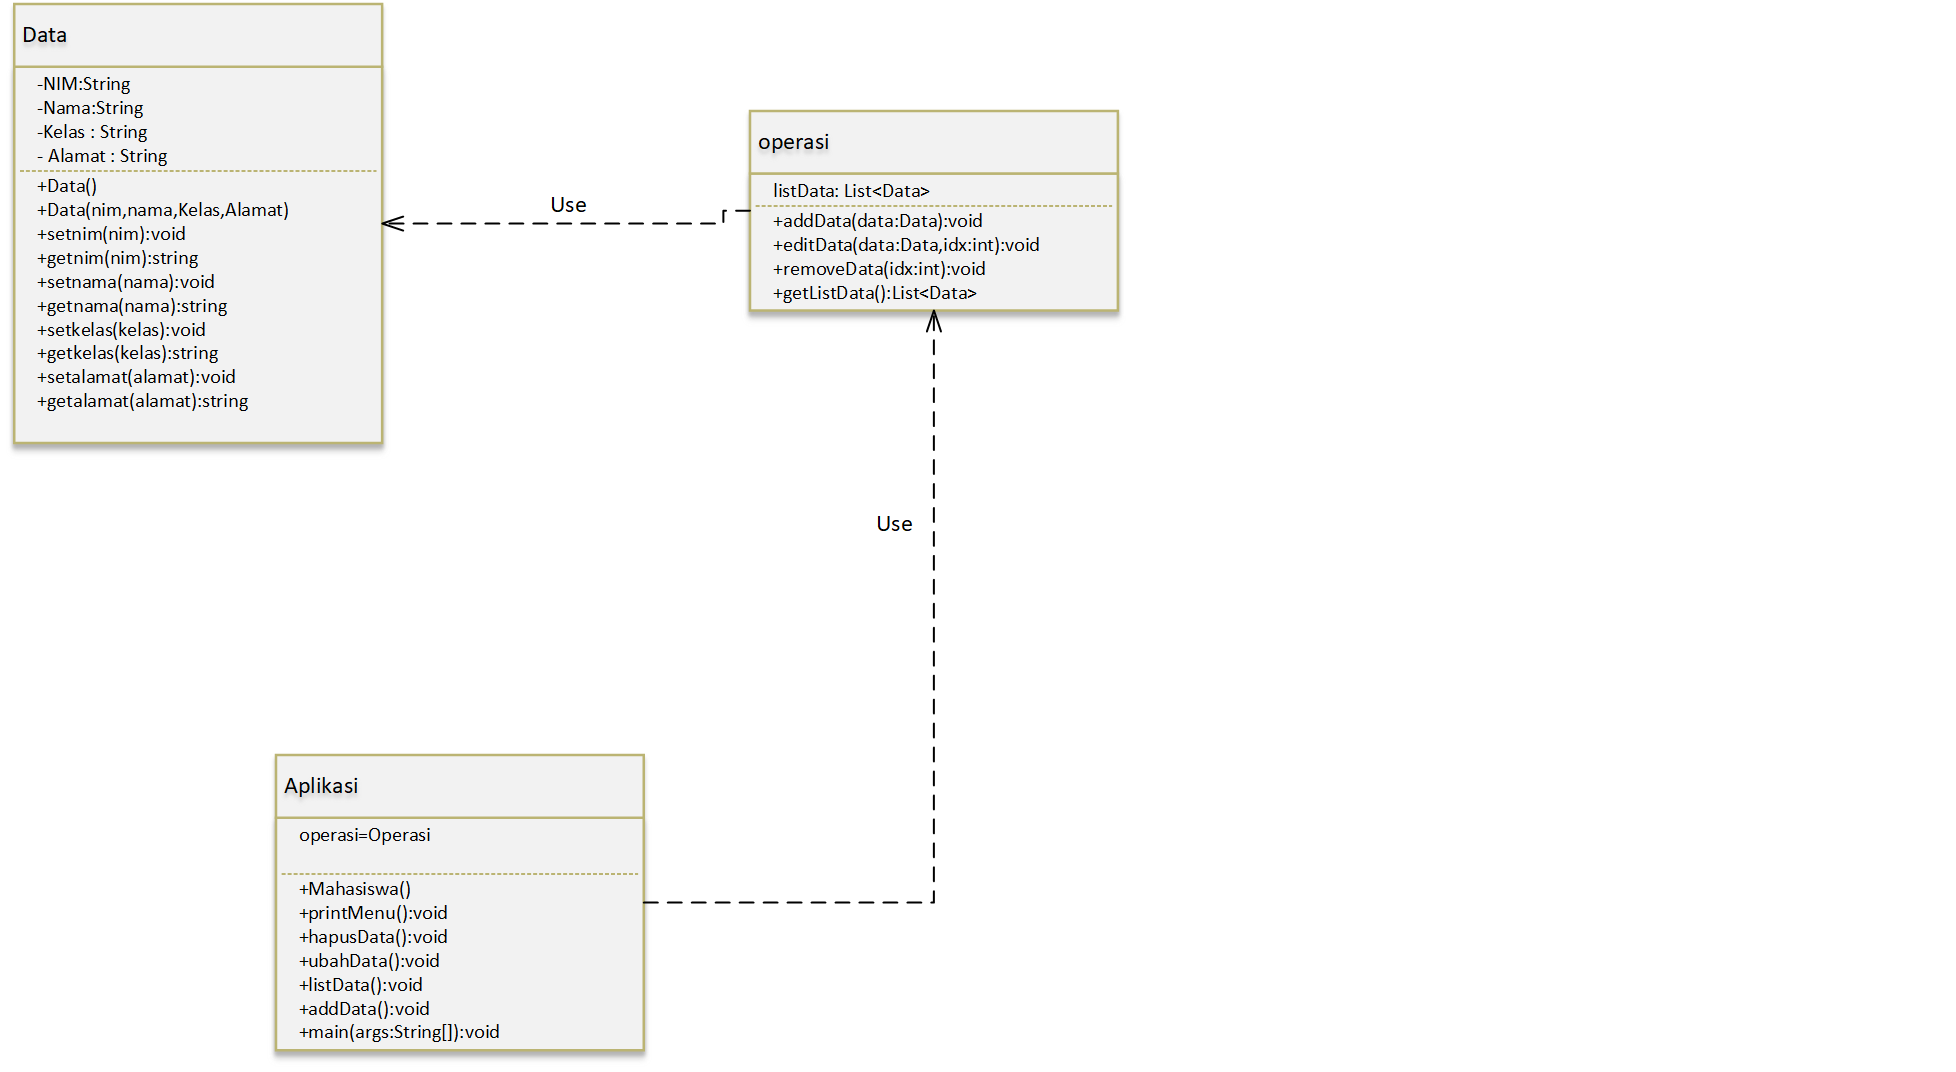 Data
-NIM:String
-Nama:String
-Kelas : String
- Alamat : String
+Data()
+Data(nim,nama,Kelas,Alamat)
+setnim(nim):void
+getnim(nim):string
+setnama(nama):void
+getnama(nama):string
+setkelas(kelas):void
+getkelas(kelas):string
+setalamat(alamat):void
+getalamat(alamat):string
Use
operasi
listData: List<Data>
+addData(data:Data):void
+editData(data:Data,idx:int):void
+removeData(idx:int):void
+getListData():List<Data>
Use
Aplikasi
operasi=Operasi
+Mahasiswa()
+printMenu():void
+hapusData():void
+ubahData():void
+listData():void
+addData():void
+main(args:String[]):void